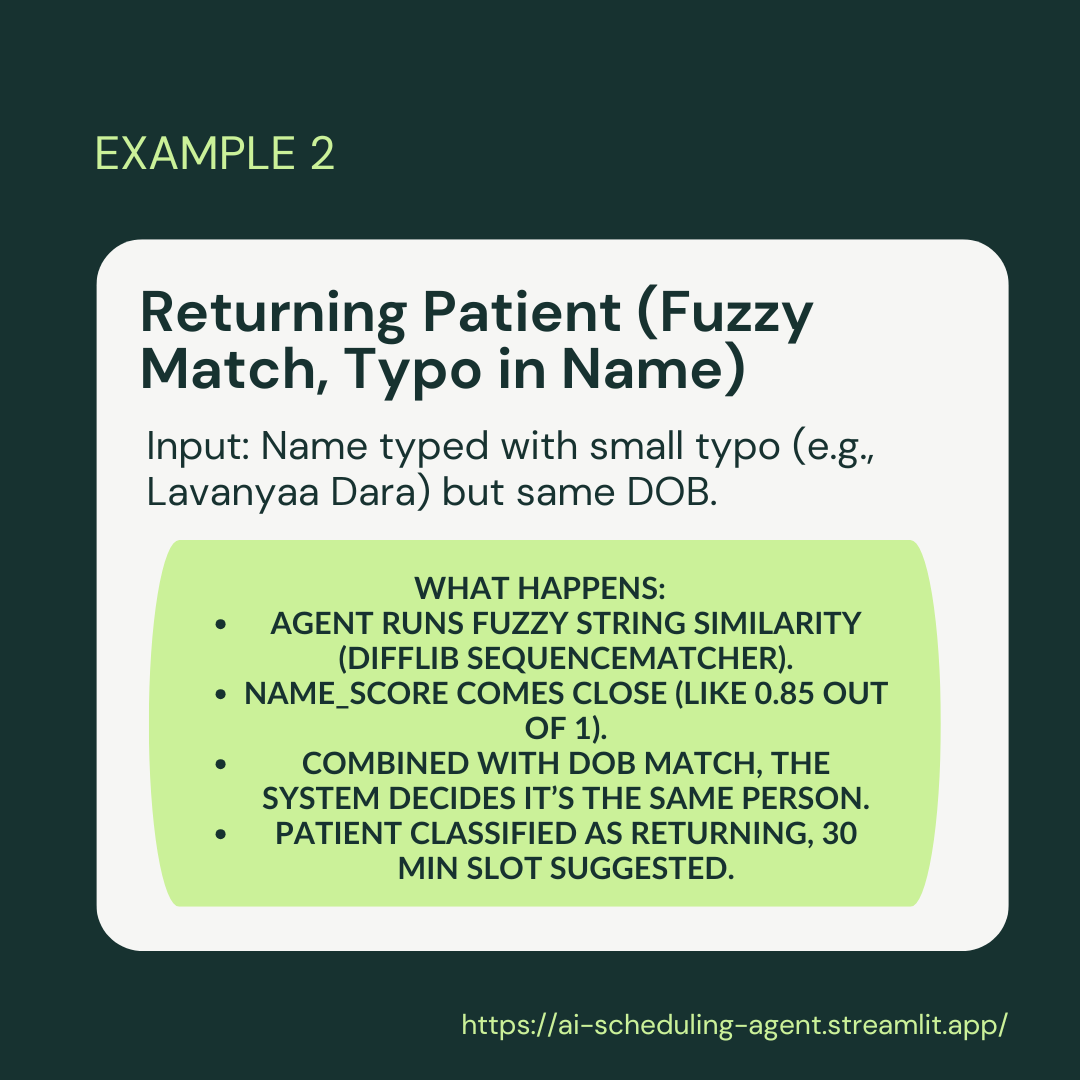 EXAMPLE 2
Returning Patient (Fuzzy
Match, Typo in Name)
Input: Name typed with small typo (e.g.,
Lavanyaa Dara) but same DOB.
WHAT HAPPENS:
• AGENT RUNS FUZZY STRING SIMILARITY
(DIFFLIB SEQUENCEMATCHER).
• NAME_SCORE COMES CLOSE (LIKE 0.85 OUT
OF 1).
• COMBINED WITH DOB MATCH, THE
SYSTEM DECIDES IT’S THE SAME PERSON.
• PATIENT CLASSIFIED AS RETURNING, 30
MIN SLOT SUGGESTED.
https://ai-scheduling-agent.streamlit.app/